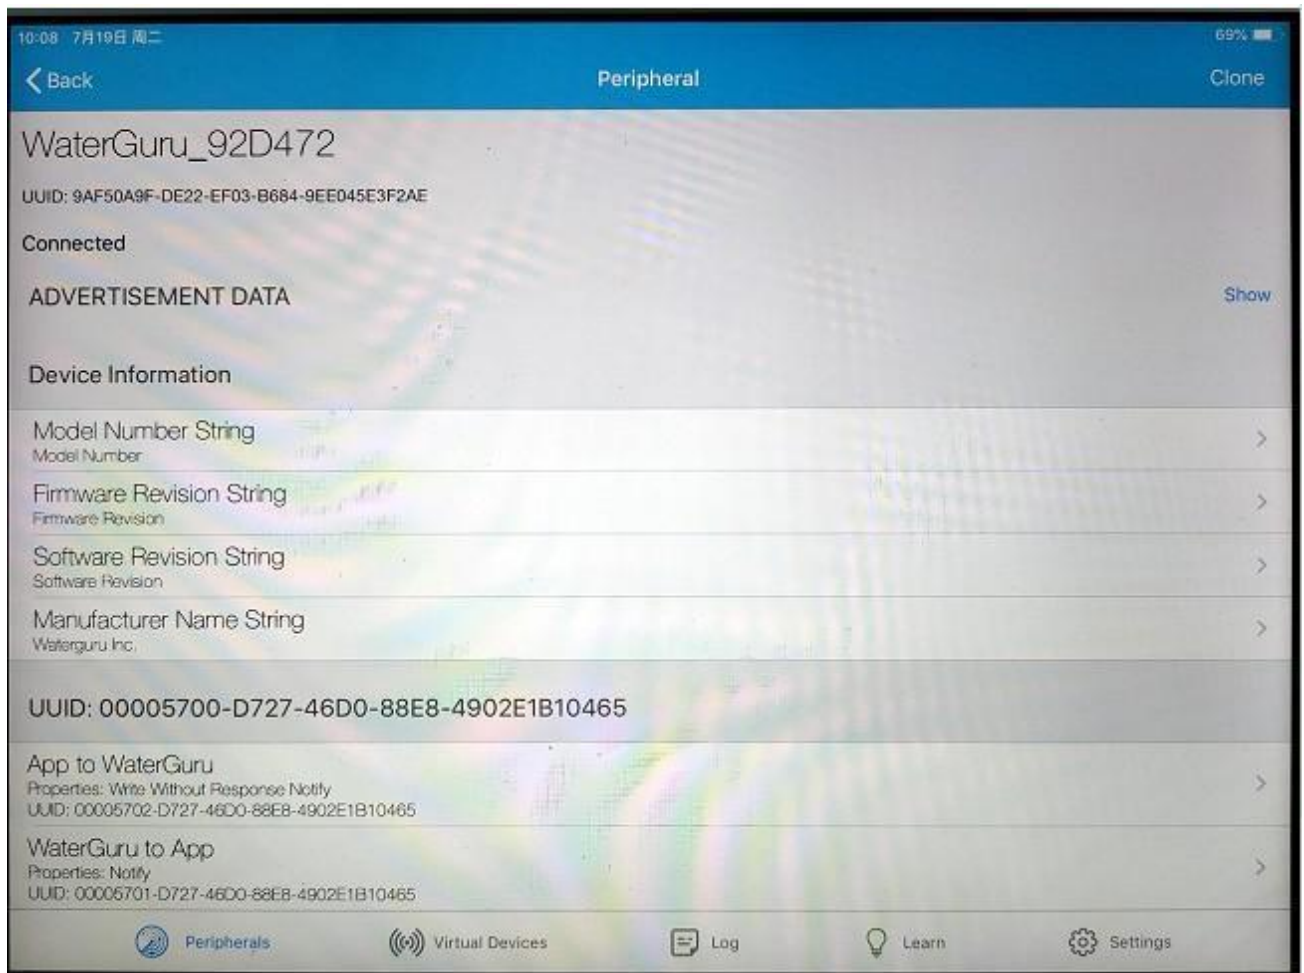 10:08 7月19日 周二
69%
Back
Peripheral
Clone
WaterGuru_92D472
UUID: 9AF50A9F-DE22-EF03-B684-9EE045E3F2AE
Connected
ADVERTISEMENT DATA
Show
Device Information
Model Number String
Model Number
Firmware Revision String
Firmware Revision
Software Revision String
Software Revision
Manufacturer Name String
Waterguru Inc.
UUID: 00005700-D727-46D0-88E8-4902E1B10465
App to WaterGuru
Properties: Write Without Response Notify
UUID: 00005702-D727-46D0-88E8-4902E1B10465
WaterGuru to App
Properties: Notify
UUID: 00005701-D727-46D0-88E8-4902E1B10465
Peripherals
Virtual Devices
Log
Learn
Settings